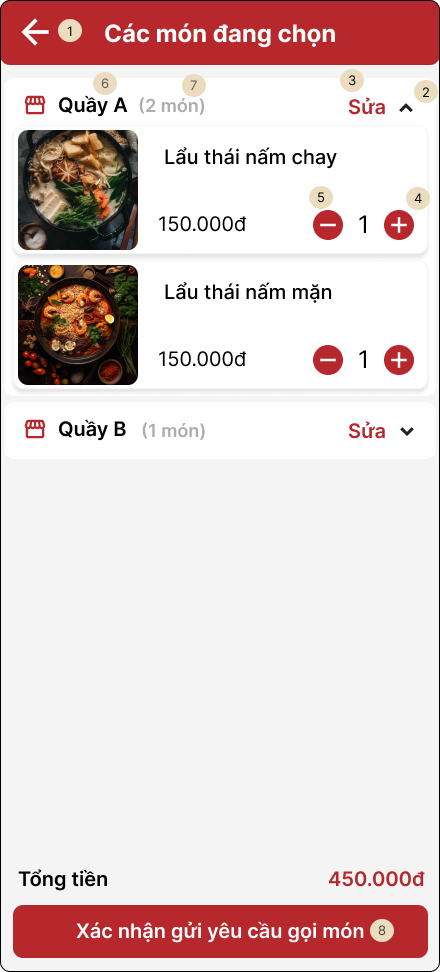 1 Các món đang chọn
6 7 3 2
Quầy A (2 món) Sửa
Lẩu thái nấm chay
5 4
150.000đ 1
Lẩu thái nấm mặn
150.000đ 1
Quầy B (1 món) Sửa
Tổng tiền 450.000đ
Xác nhận gửi yêu cầu gọi món 8